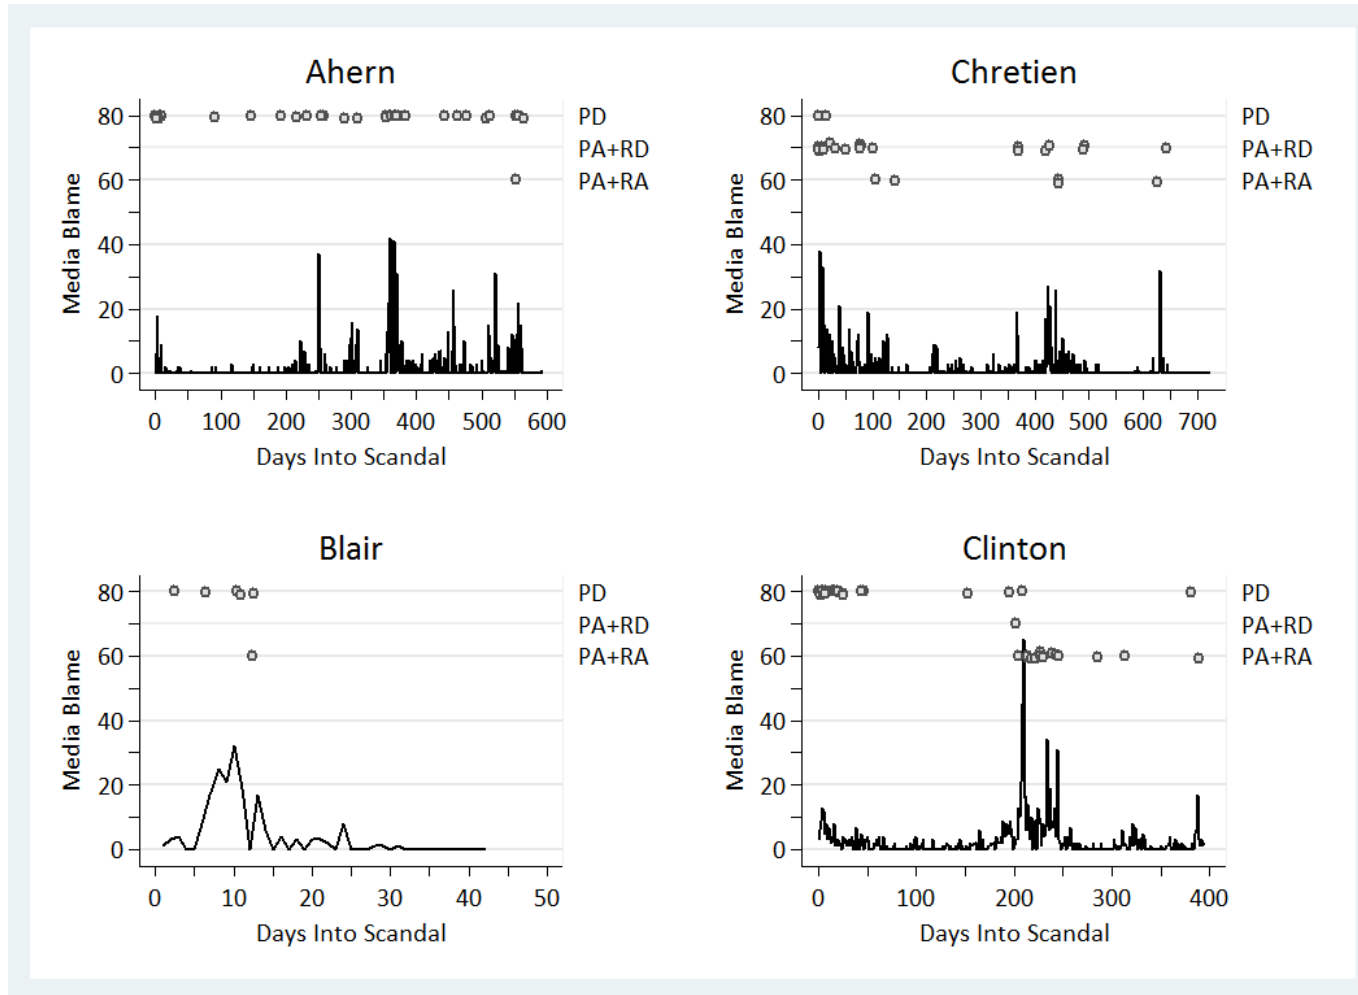 Ahern
80
60
40
20
0
Media Blame
PD
PA+RD
PA+RA
0 100 200 300 400 500 600
Days Into Scandal
Chretien
80
60
40
20
0
Media Blame
PD
PA+RD
PA+RA
0 100 200 300 400 500 600 700
Days Into Scandal
Blair
80
60
40
20
0
Media Blame
PD
PA+RD
PA+RA
0 10 20 30 40 50
Days Into Scandal
Clinton
80
60
40
20
0
Media Blame
PD
PA+RD
PA+RA
0 100 200 300 400
Days Into Scandal